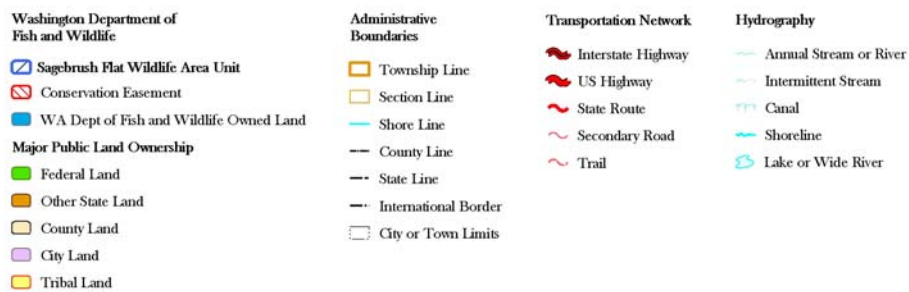 Washington Department of
Fish and Wildlife
Sagebrush Flat Wildlife Area Unit
Conservation Easement
WA Dept of Fish and Wildlife Owned Land
Major Public Land Ownership
Federal Land
Other State Land
County Land
City Land
Tribal Land
Administrative
Boundaries
Township Line
Section Line
Shore Line
County Line
State Line
International Border
City or Town Limits
Transportation Network
Interstate Highway
US Highway
State Route
Secondary Road
Trail
Hydrography
Annual Stream or River
Intermittent Stream
Canal
Shoreline
Lake or Wide River